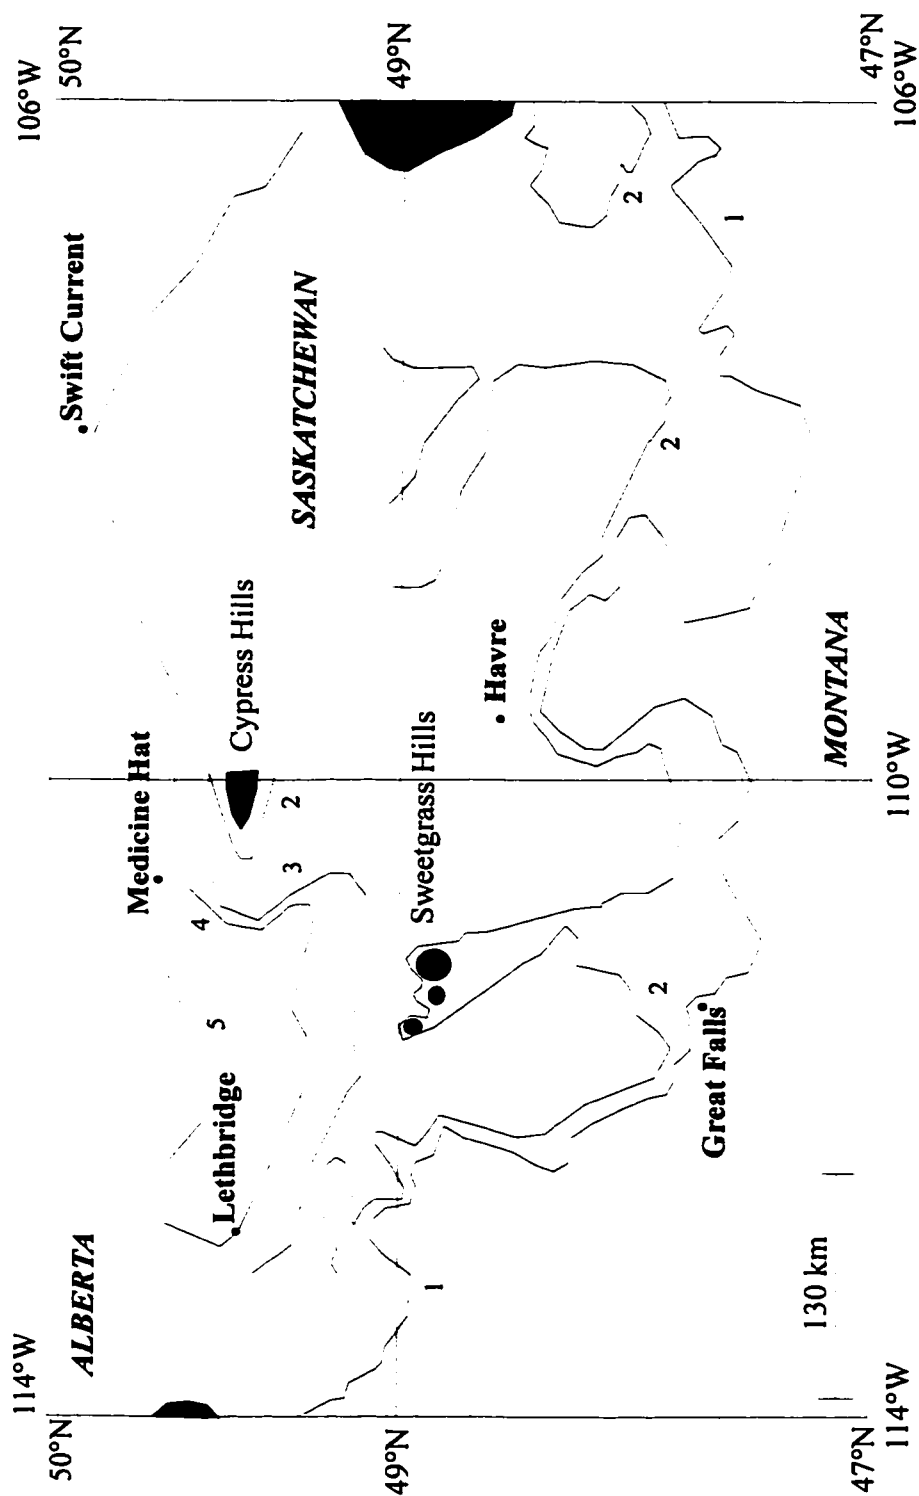 114°W
106°W
50°N
50°N
ALBERTA
Swift Current
Medicine Hat
Lethbridge
Cypress Hills
SASKATCHEWAN
5
4
3
2
49°N
49°N
Sweetgrass Hills
1
Havre
2
2
2
1
Great Falls
MONTANA
130 km
47°N
47°N
114°W
110°W
106°W